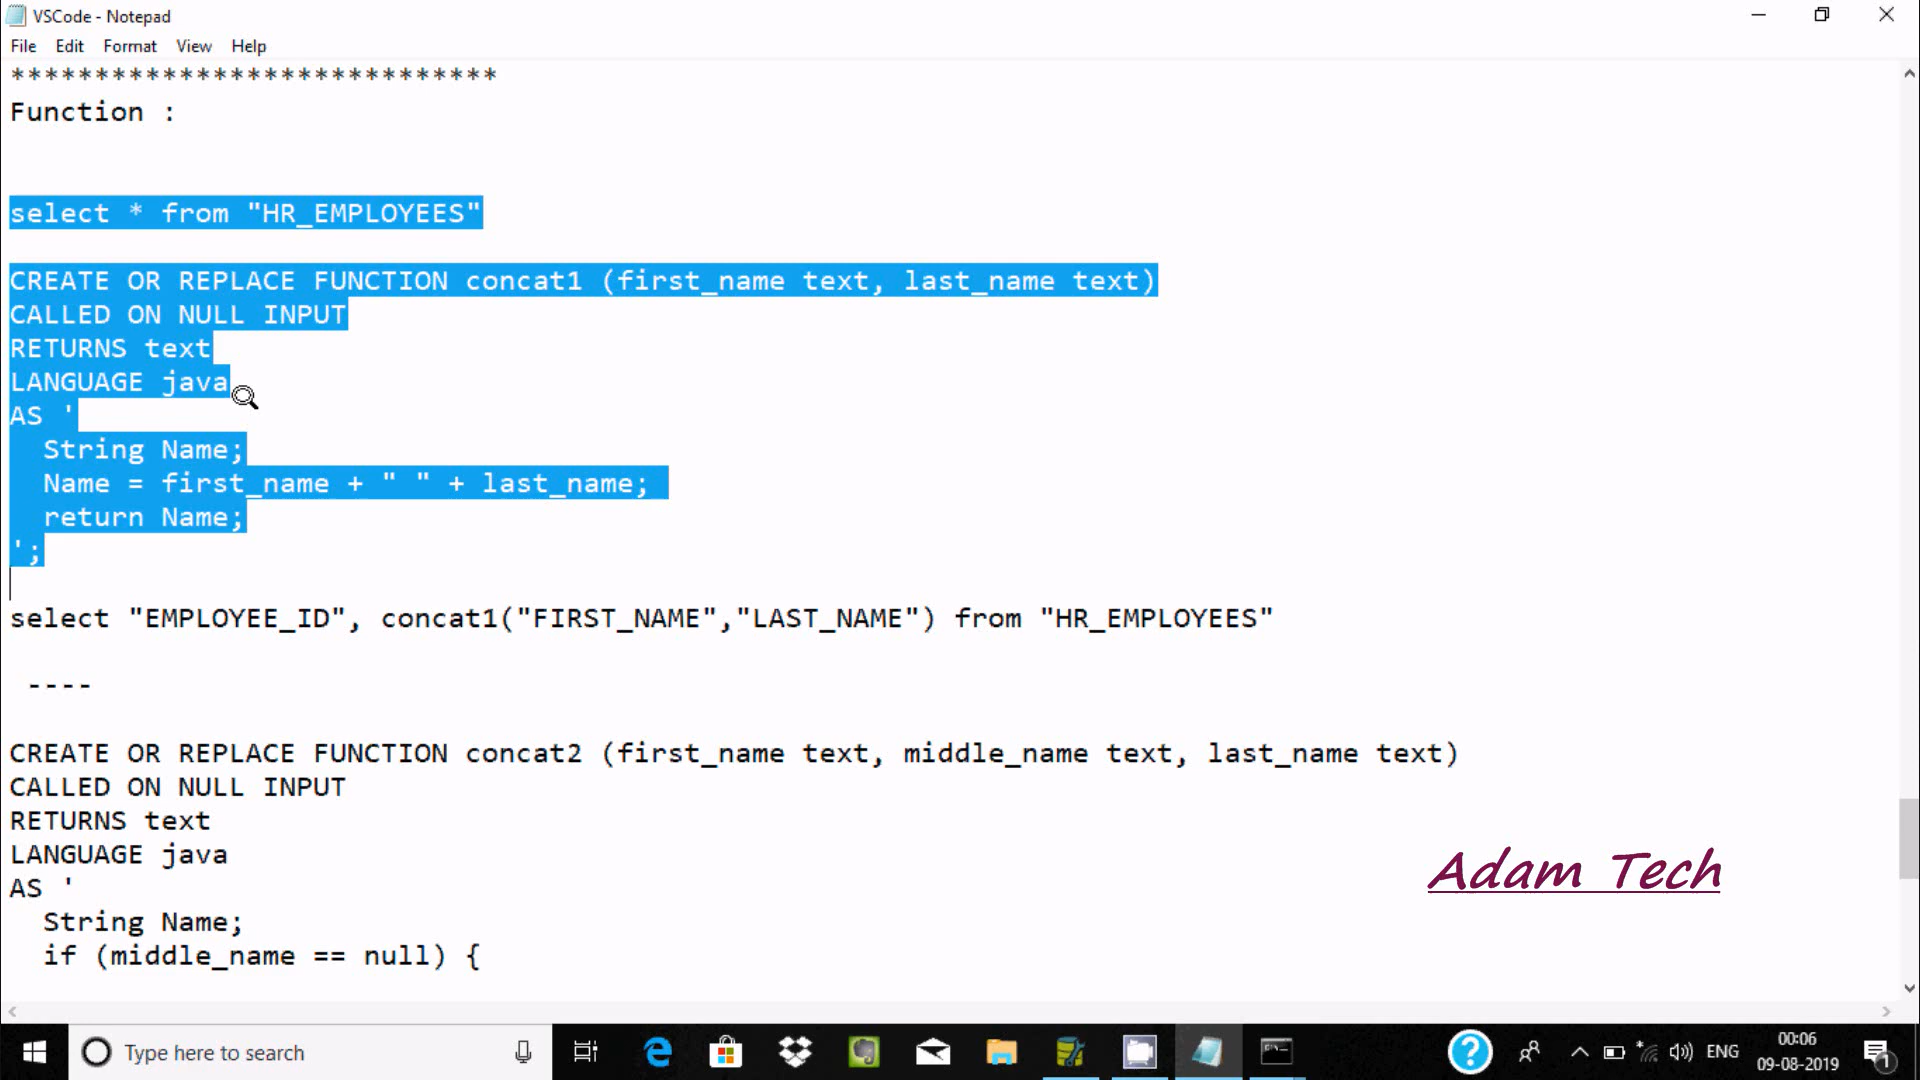 VSCode - Notepad
File Edit Format View Help
*****************************
Function :
select * from "HR_EMPLOYEES"
CREATE OR REPLACE FUNCTION concat1 (first_name text, last_name text)
CALLED ON NULL INPUT
RETURNS text
LANGUAGE java
AS '
String Name;
Name = first_name + " " + last_name;
return Name;
';
select "EMPLOYEE_ID", concat1("FIRST_NAME","LAST_NAME") from "HR_EMPLOYEES"
----
CREATE OR REPLACE FUNCTION concat2 (first_name text, middle_name text, last_name text)
CALLED ON NULL INPUT
RETURNS text
LANGUAGE java
AS '
String Name;
if (middle_name == null) {
Adam Tech
Type here to search
ENG
00:06
09-08-2019
1